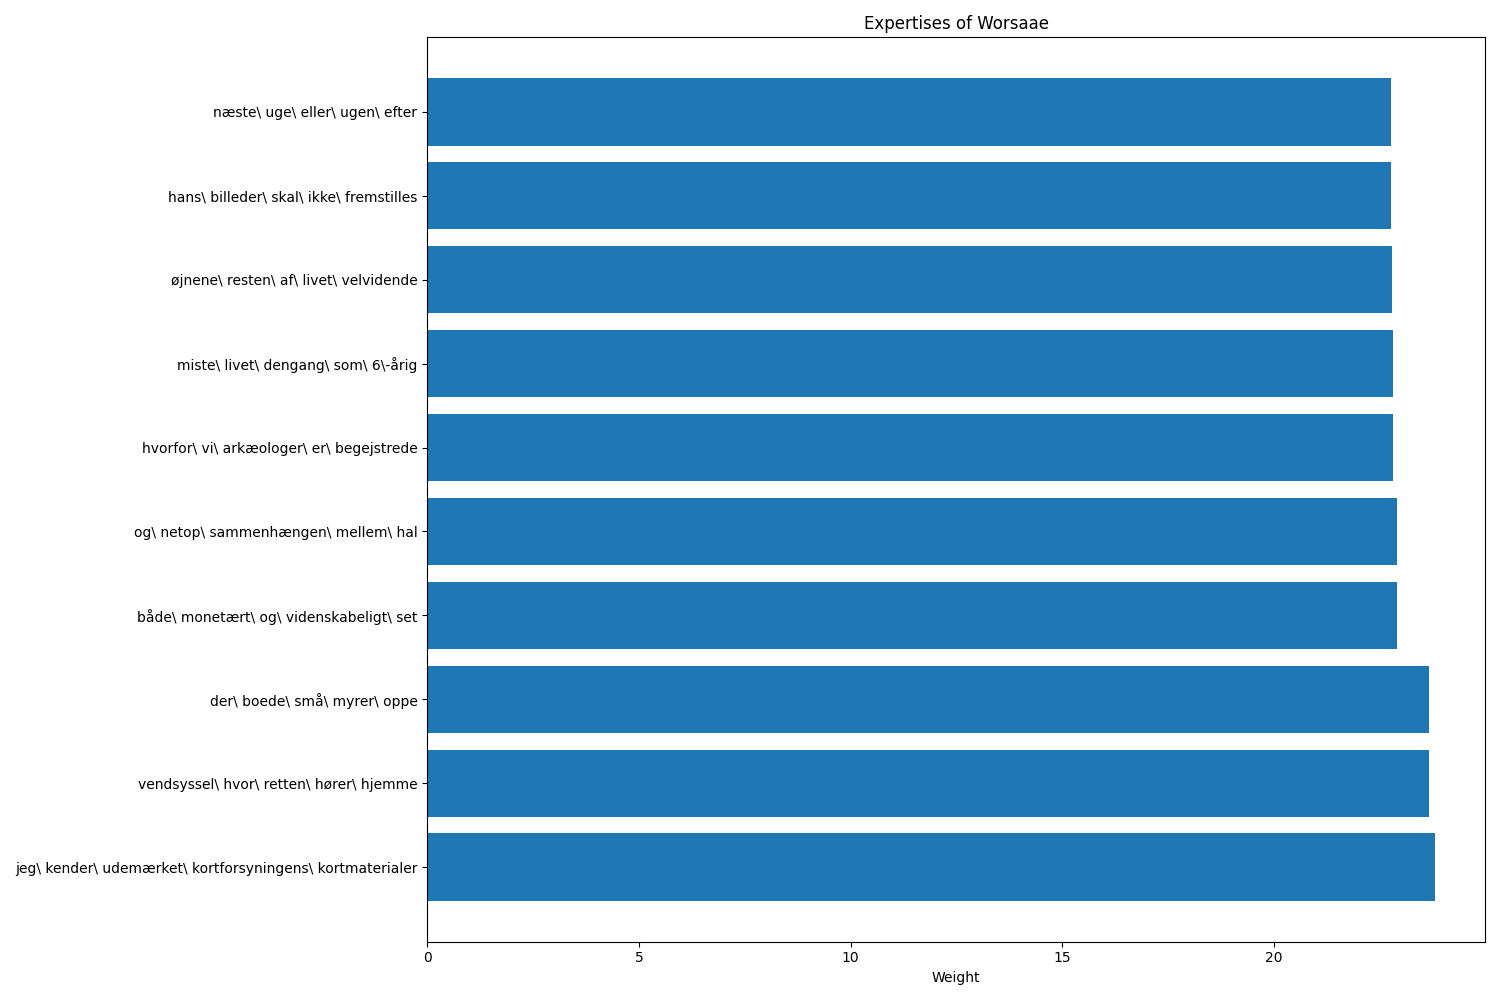 Expertises of Worsaae
næste\ uge\ eller\ ugen\ efter
hans\ billeder\ skal\ ikke\ fremstilles
øjnene\ resten\ af\ livet\ velvidende
miste\ livet\ dengang\ som\ 6\-årig
hvorfor\ vi\ arkæologer\ er\ begejstrede
og\ netop\ sammenhængen\ mellem\ hal
både\ monetært\ og\ videnskabeligt\ set
der\ boede\ små\ myrer\ oppe
vendsyssel\ hvor\ retten\ hører\ hjemme
jeg\ kender\ udemærket\ kortforsyningens\ kortmaterialer
0 5 10 15 20
Weight